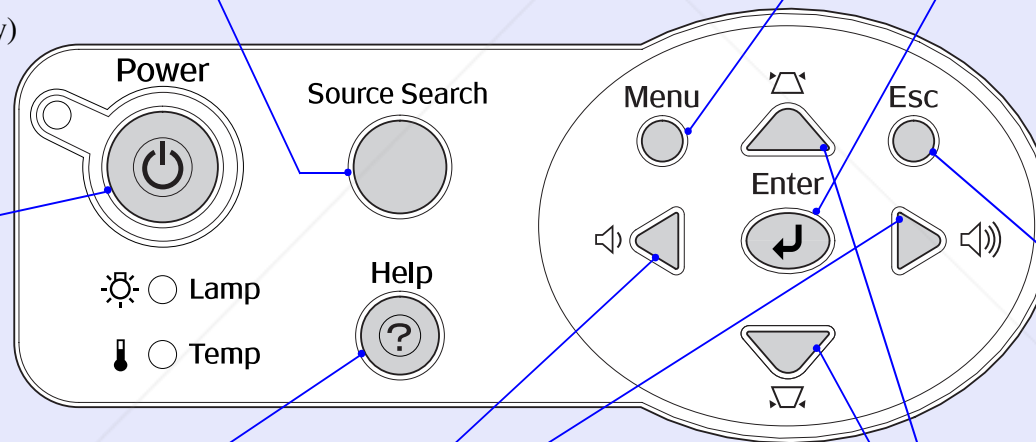 y)
Power
Source Search
Menu
Esc
Enter
Help
?
Lamp
Temp